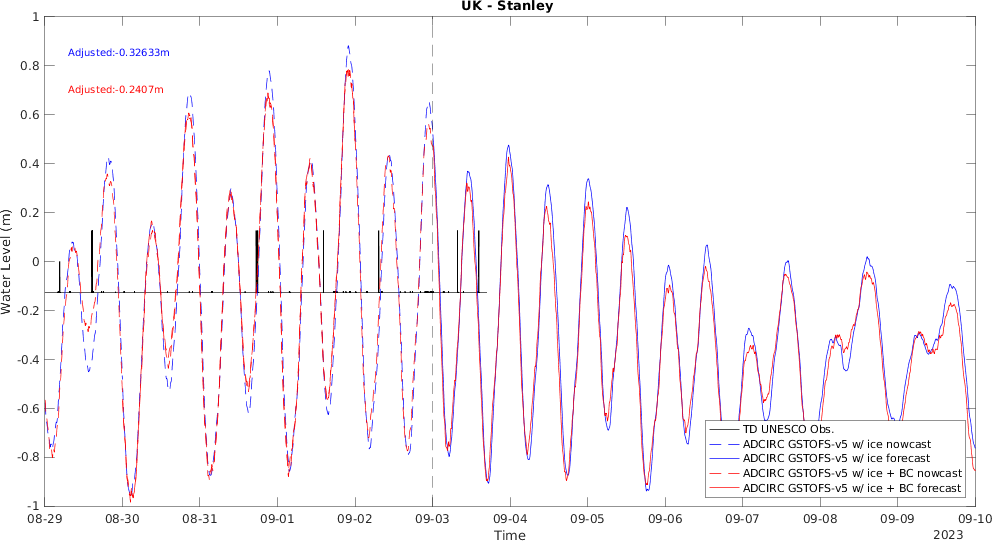 UK - Stanley
Adjusted:-0.32633m
Adjusted:-0.2407m
Water Level (m)
1
0.8
0.6
0.4
0.2
0
-0.2
-0.4
-0.6
-0.8
-1
TD UNESCO Obs.
ADCIRC GSTOFS-v5 w/ ice nowcast
ADCIRC GSTOFS-v5 w/ ice forecast
ADCIRC GSTOFS-v5 w/ ice + BC nowcast
ADCIRC GSTOFS-v5 w/ ice + BC forecast
08-29 08-30 08-31 09-01 09-02 09-03 09-04 09-05 09-06 09-07 09-08 09-09 09-10
Time
2023